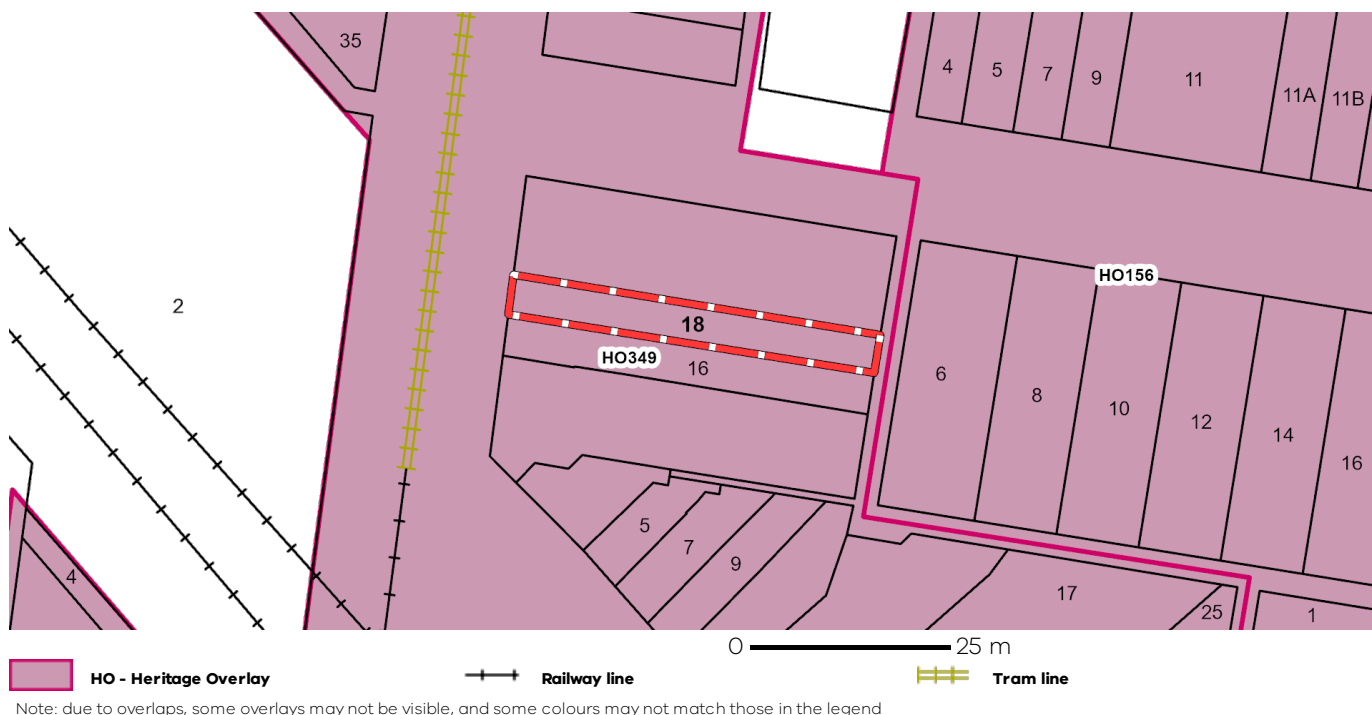 35
4 5 7 9 11 11A 11B
HO156
2
18
HO349
16
6 8 10 12 14 16
5 7 9
4
17
25
1
0 25 m
HO - Heritage Overlay Railway line Tram line
Note: due to overlaps, some overlays may not be visible, and some colours may not match those in the legend